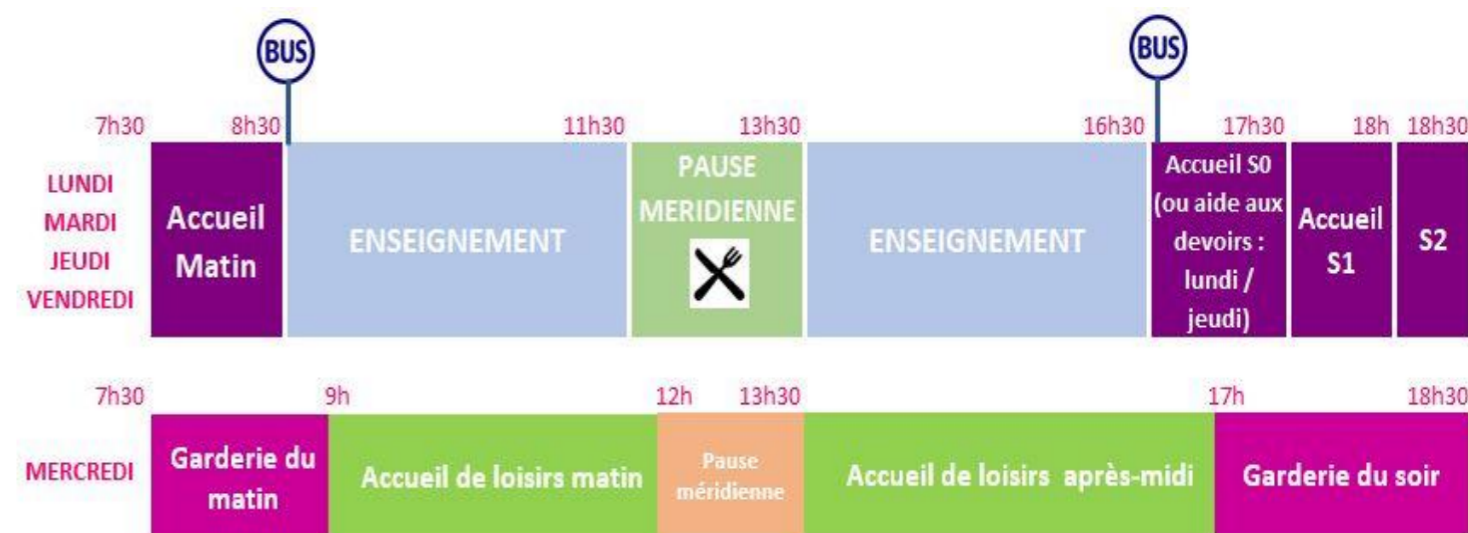 BUS
BUS
7h30
8h30
11h30
13h30
16h30
17h30
18h
18h30
LUNDI
MARDI
JEUDI
VENDREDI
Accueil
Matin
ENSEIGNEMENT
PAUSE
MERIDIENNE
ENSEIGNEMENT
Accueil S0
(ou aide aux
devoirs :
lundi /
jeudi)
Accueil
S1
S2
7h30
9h
12h
13h30
17h
18h30
MERCREDI
Garderie du
matin
Accueil de loisirs matin
Pause
méridienne
Accueil de loisirs après-midi
Garderie du soir